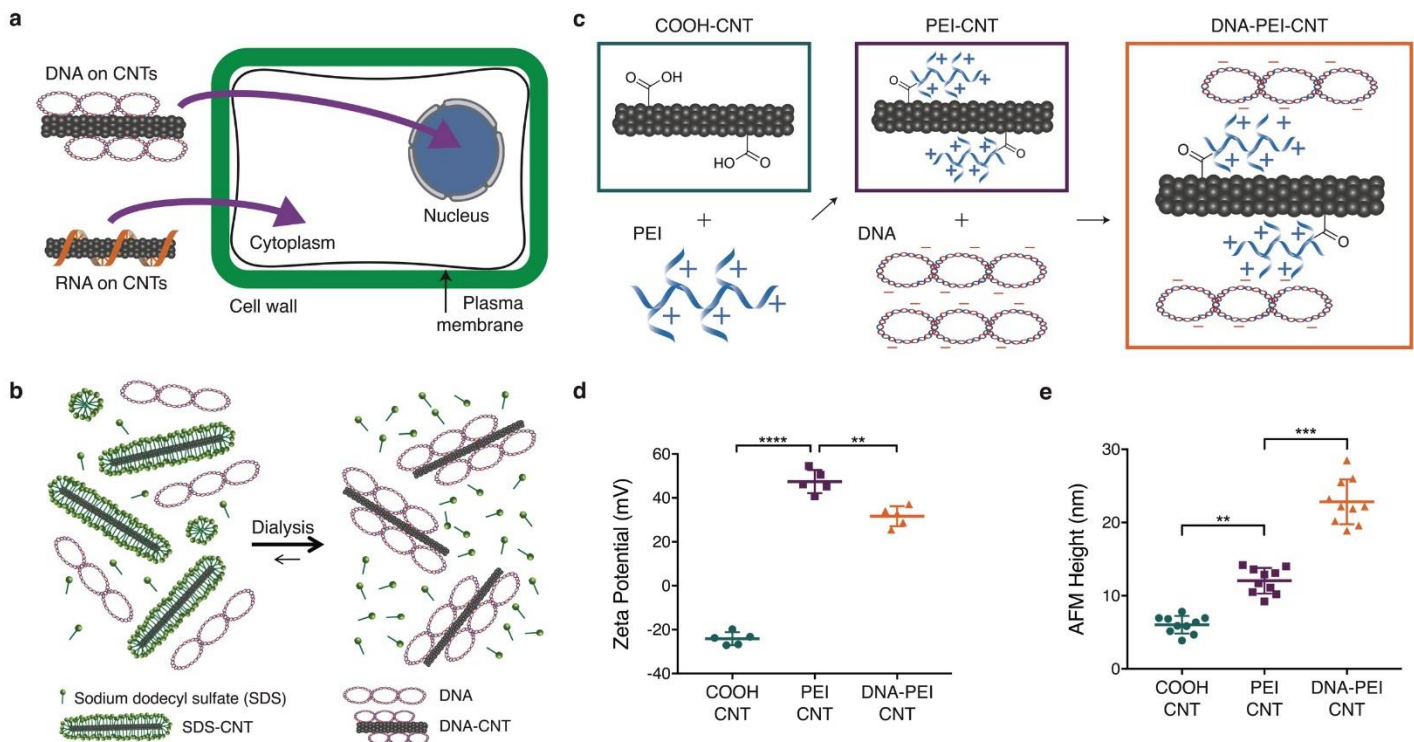 a
DNA on CNTs
Nucleus
Cytoplasm
RNA on CNTs
Cell wall
Plasma
membrane
b
Dialysis
Sodium dodecyl sulfate (SDS)
SDS-CNT
DNA
DNA-CNT
c
COOH-CNT
PEI-CNT
DNA-PEI-CNT
O
OH
HO
O
+
PEI
+ + + + +
O
+ + + +
+ + + +
O
+
DNA
− − − − − −
− − − − − −
− −
− −
O
+ + + +
+ + + +
O
− − −
− − −
d
Zeta Potential (mV)
60
40
20
0
-20
-40
****
**
COOH
CNT
PEI
CNT
DNA-PEI
CNT
e
AFM Height (nm)
30
20
10
0
**
***
COOH
CNT
PEI
CNT
DNA-PEI
CNT